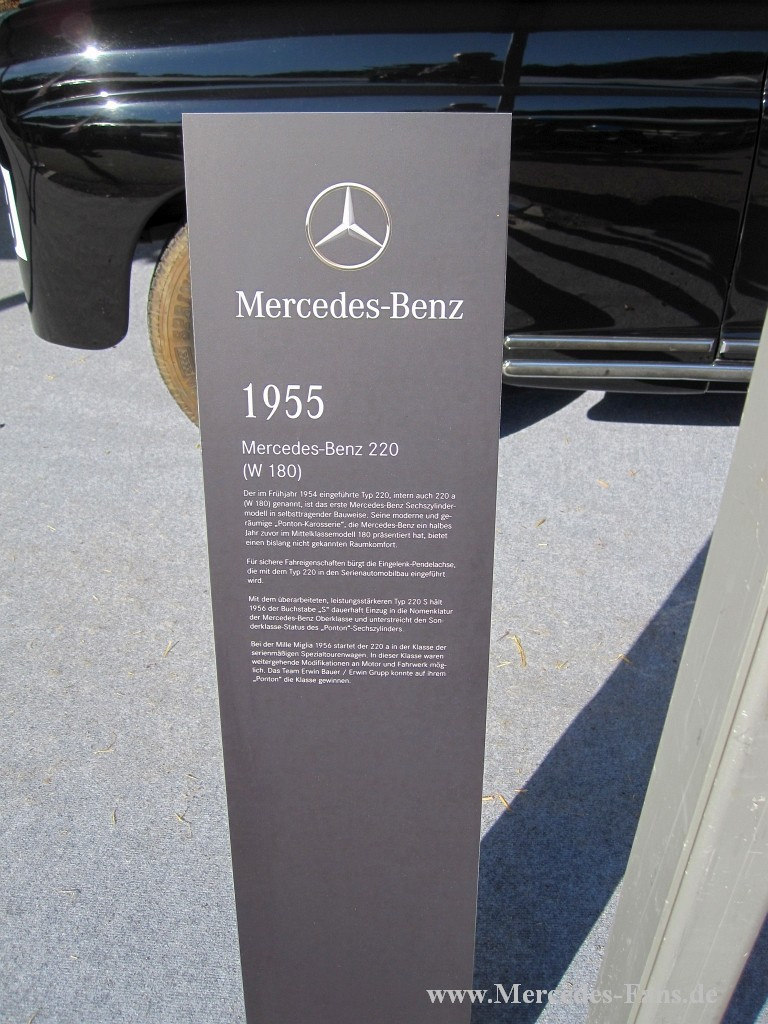 Mercedes-Benz
1955
Mercedes-Benz 220
(W 180)
Der im Frühjahr 1954 eingeführte Typ 220, intern auch 220 a
(W 180) genannt, ist das erste Mercedes-Benz Sechszylinder-
modell in selbsttragender Bauweise. Seine moderne und ge-
räumige „Ponton-Karosserie“, die Mercedes-Benz ein halbes
Jahr zuvor im Mittelklassemodell 180 präsentiert hat, bietet
einen bislang nicht gekannten Raumkomfort.
Für sichere Fahreigenschaften bürgt die Eingelenk-Pendelachse,
die mit dem Typ 220 in den Serienautomobilbau eingeführt
wird.
Mit dem überarbeiteten, leistungsstärkeren Typ 220 S hält
1956 der Buchstabe „S“ dauerhaft Einzug in die Nomenklatur
der Mercedes-Benz Oberklasse und unterstreicht den Son-
derklasse-Status des „Ponton“-Sechszylinders.
Bei der Mille Miglia 1956 startet der 220 a in der Klasse der
serienmäßigen Spezialtourenwagen. In dieser Klasse waren
weitergehende Modifikationen an Motor und Fahrwerk mög-
lich. Das Team Erwin Bauer / Erwin Grupp konnte auf ihrem
„Ponton“ die Klasse gewinnen.
www.Mercedes-Fans.de